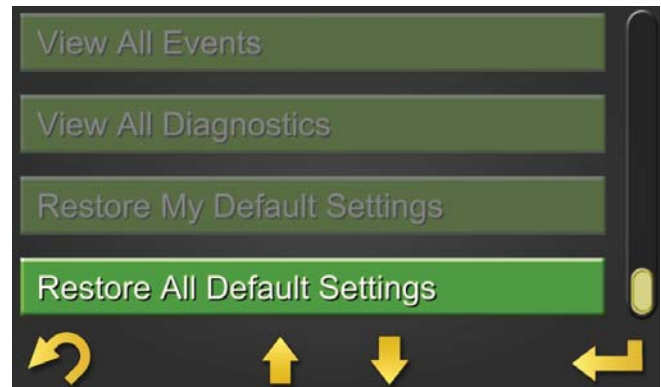 View All Events
View All Diagnostics
Restore My Default Settings
Restore All Default Settings